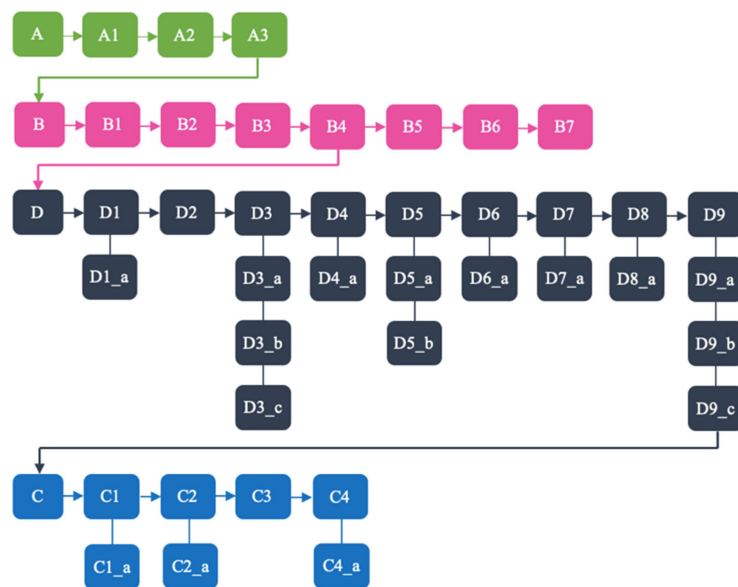 A A1 A2 A3
B B1 B2 B3 B4 B5 B6 B7
D D1 D2 D3 D4 D5 D6 D7 D8 D9
D1_a D3_a D4_a D5_a D6_a D7_a D8_a D9_a
D3_b D5_b D9_b
D3_c D9_c
C C1 C2 C3 C4
C1_a C2_a C4_a